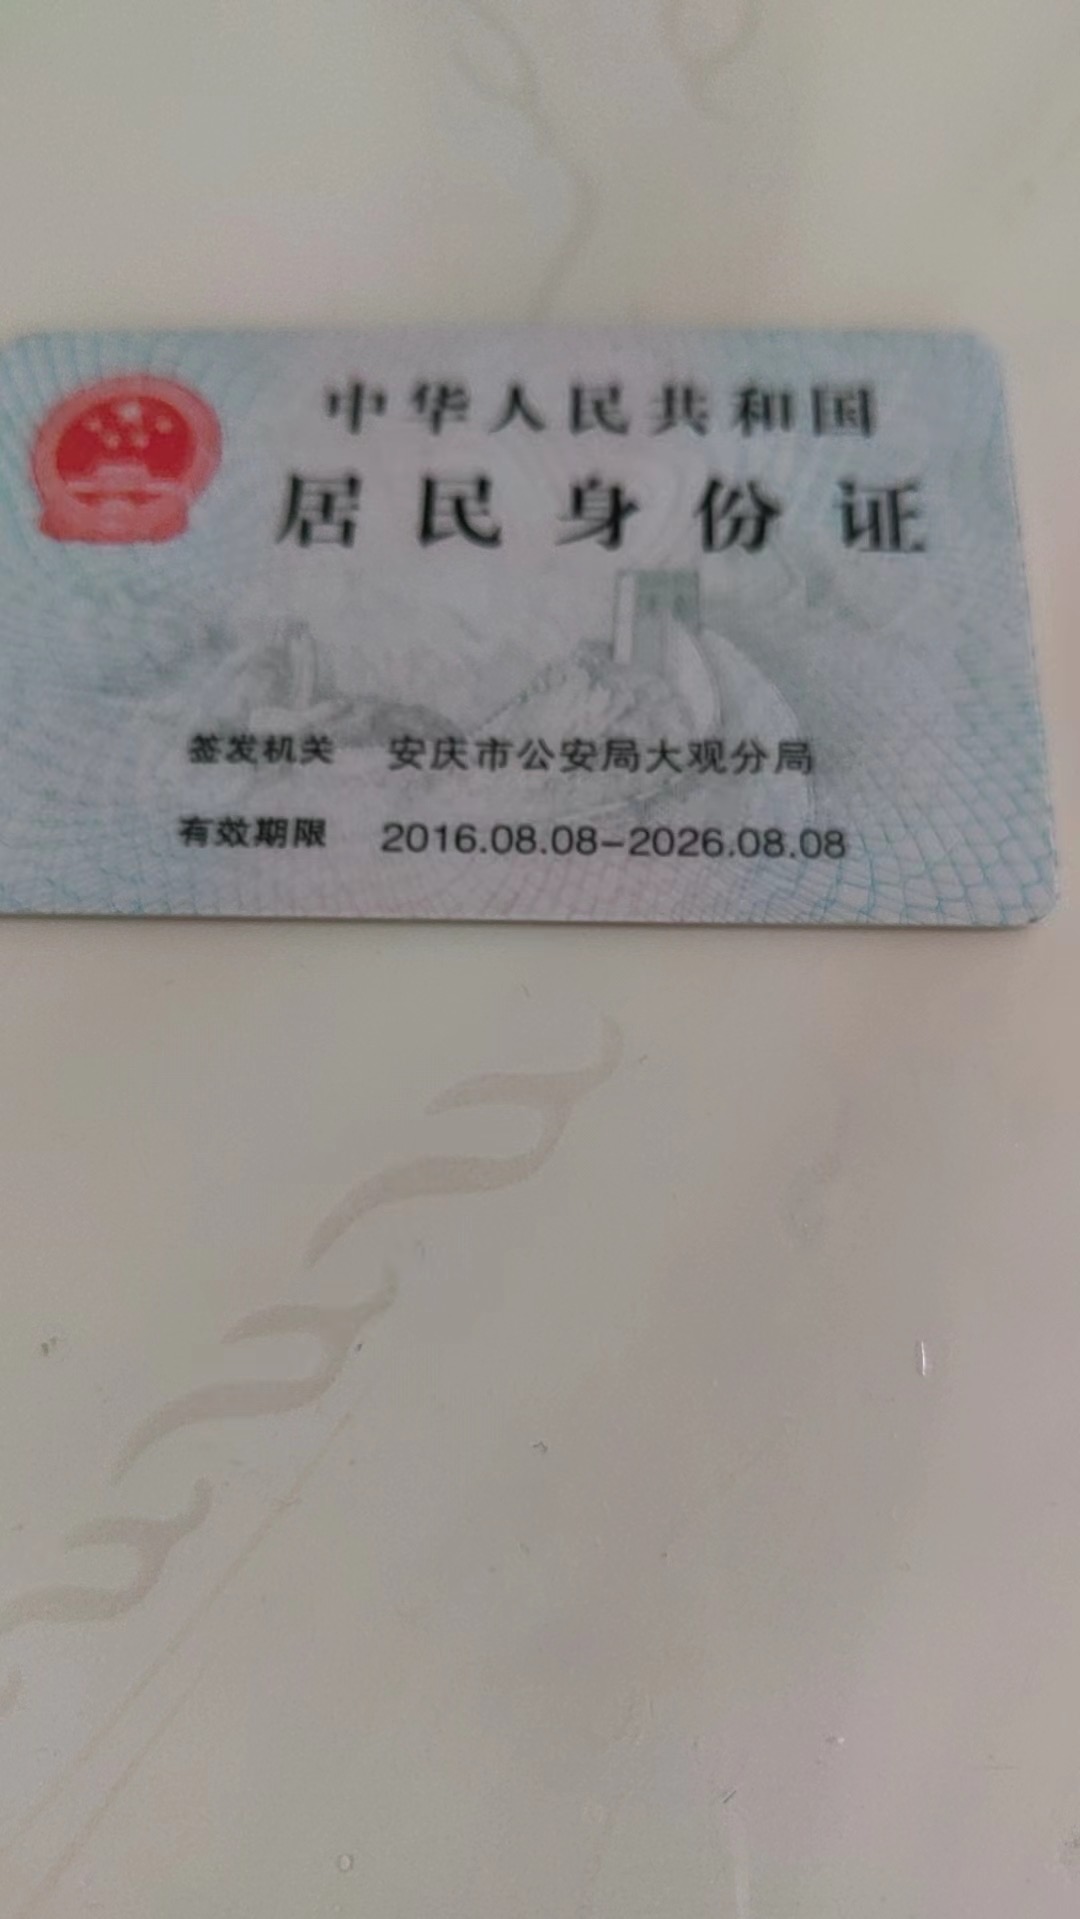 中华人民共和国
居民身份证
签发机关 安庆市公安局大观分局
有效期限 2016.08.08-2026.08.08